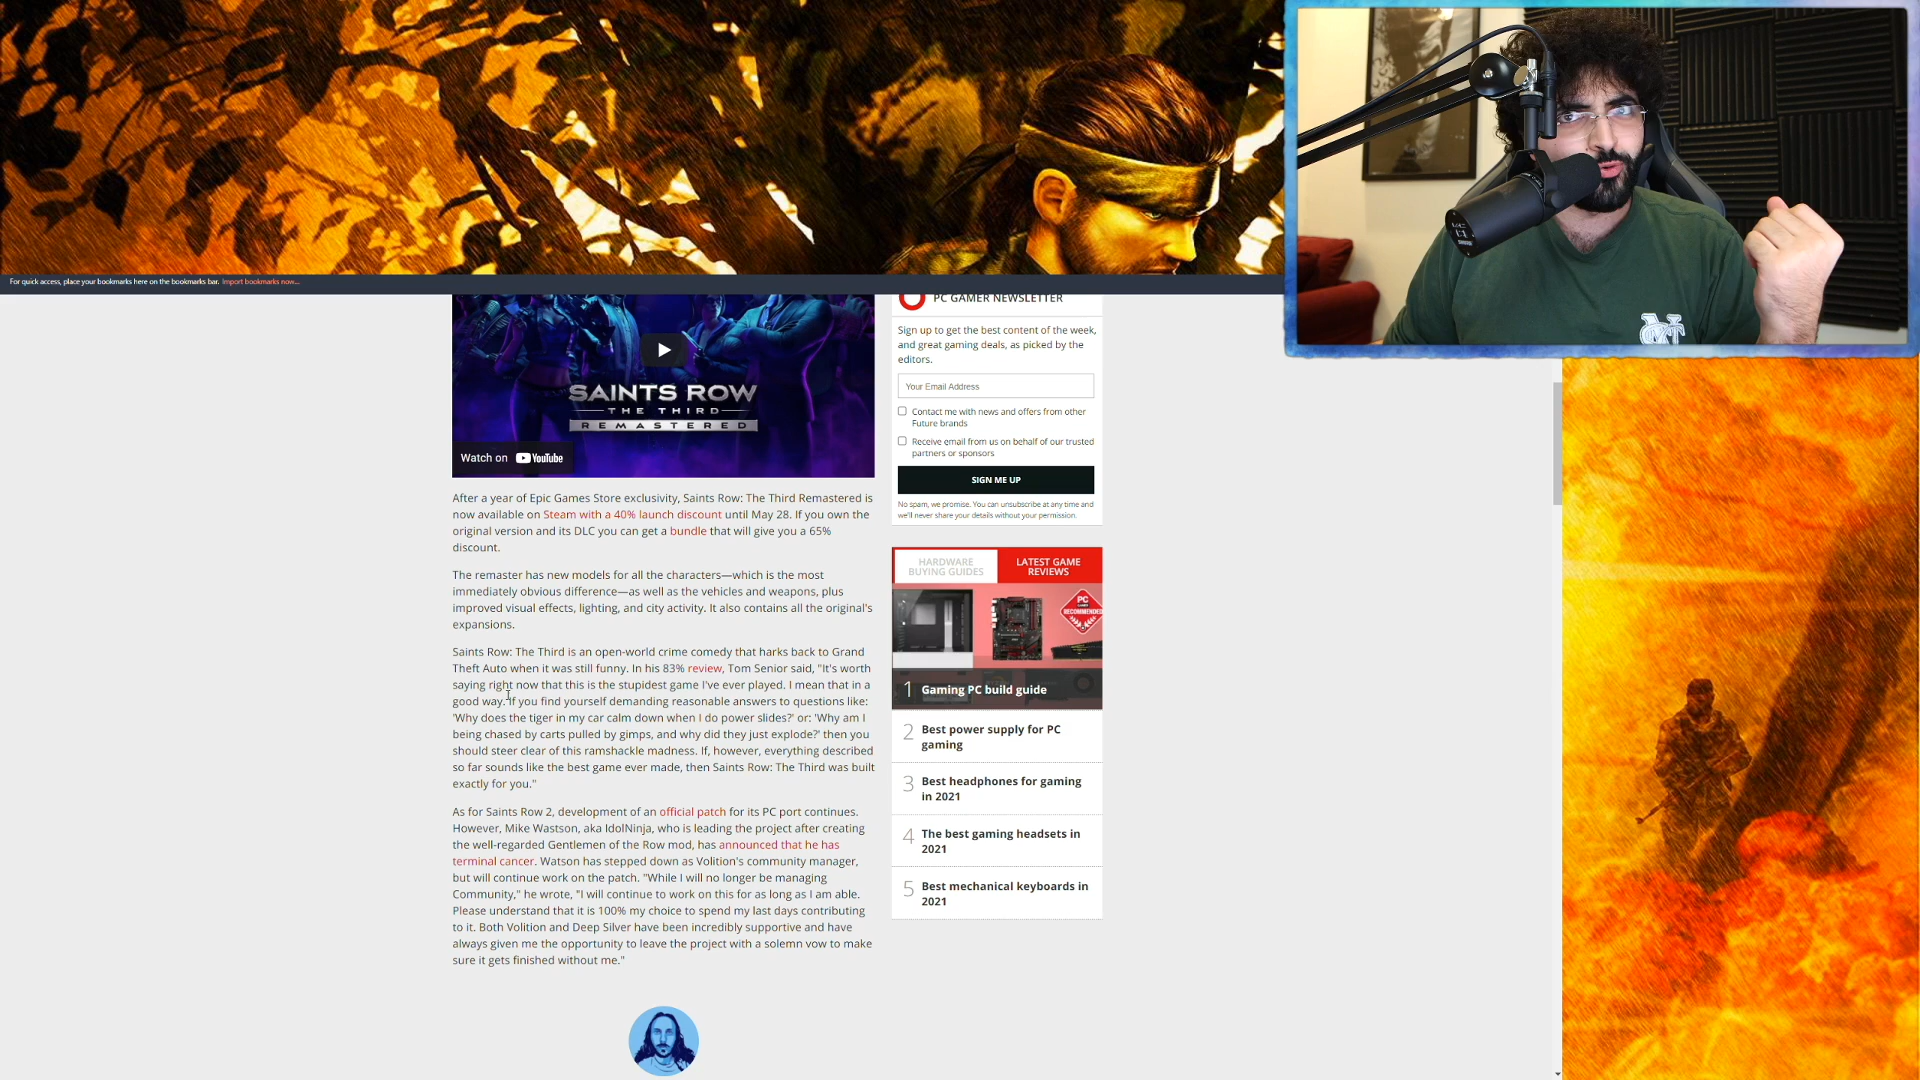 For quick access, place your bookmarks here on the bookmarks bar. Import bookmarks now...
SAINTS ROW
THE THIRD
REMASTERED
Watch on YouTube
After a year of Epic Games Store exclusivity, Saints Row: The Third Remastered is
now available on Steam with a 40% launch discount until May 28. If you own the
original version and its DLC you can get a bundle that will give you a 65%
discount.
The remaster has new models for all the characters—which is the most
immediately obvious difference—as well as the vehicles and weapons, plus
improved visual effects, lighting, and city activity. It also contains all the original's
expansions.
Saints Row: The Third is an open-world crime comedy that harks back to Grand
Theft Auto when it was still funny. In his 83% review, Tom Senior said, "It's worth
saying right now that this is the stupidest game I've ever played. I mean that in a
good way. If you find yourself demanding reasonable answers to questions like:
'Why does the tiger in my car calm down when I do power slides?' or: 'Why am I
being chased by carts pulled by gimps, and why did they just explode?' then you
should steer clear of this ramshackle madness. If, however, everything described
so far sounds like the best game ever made, then Saints Row: The Third was built
exactly for you."
As for Saints Row 2, development of an official patch for its PC port continues.
However, Mike Wastson, aka IdolNinja, who is leading the project after creating
the well-regarded Gentlemen of the Row mod, has announced that he has
terminal cancer. Watson has stepped down as Volition's community manager,
but will continue work on the patch. "While I will no longer be managing
Community," he wrote, "I will continue to work on this for as long as I am able.
Please understand that it is 100% my choice to spend my last days contributing
to it. Both Volition and Deep Silver have been incredibly supportive and have
always given me the opportunity to leave the project with a solemn vow to make
sure it gets finished without me."
PC GAMER NEWSLETTER
Sign up to get the best content of the week,
and great gaming deals, as picked by the
editors.
Your Email Address
Contact me with news and offers from other
Future brands
Receive email from us on behalf of our trusted
partners or sponsors
SIGN ME UP
No spam, we promise. You can unsubscribe at any time and
we'll never share your details without your permission.
HARDWARE
BUYING GUIDES
LATEST GAME
REVIEWS
PC
GAMER
RECOMMENDED
1 Gaming PC build guide
2 Best power supply for PC
gaming
3 Best headphones for gaming
in 2021
4 The best gaming headsets in
2021
5 Best mechanical keyboards in
2021